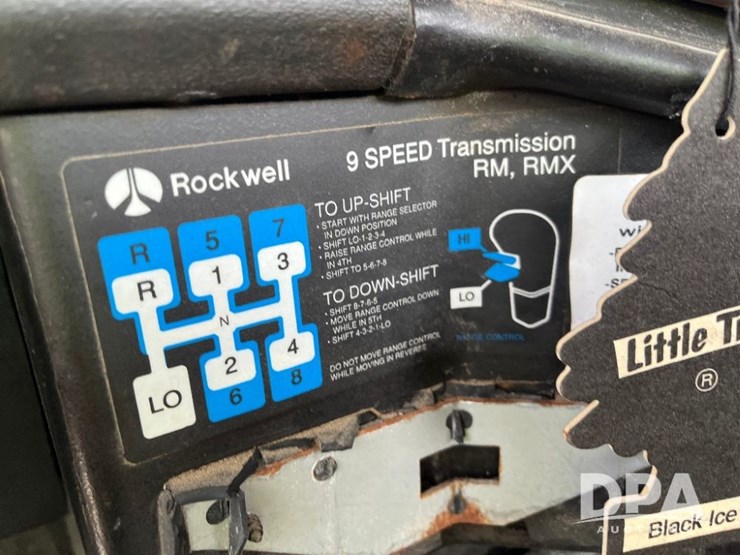 Rockwell
9 SPEED Transmission
RM, RMX
R 5 7
R 1 3
N
LO 2 4
6 8
TO UP-SHIFT
• START WITH RANGE SELECTOR
IN DOWN POSITION
• SHIFT LO-1-2-3-4
• RAISE RANGE CONTROL WHILE
IN 4TH
• SHIFT TO 5-6-7-8
TO DOWN-SHIFT
• SHIFT 8-7-6-5
• MOVE RANGE CONTROL DOWN
WHILE IN 5TH
• SHIFT 4-3-2-1-LO
DO NOT MOVE RANGE CONTROL
WHILE MOVING IN REVERSE
HI
LO
RANGE CONTROL
wi
Little T
®
Black Ice
DPA